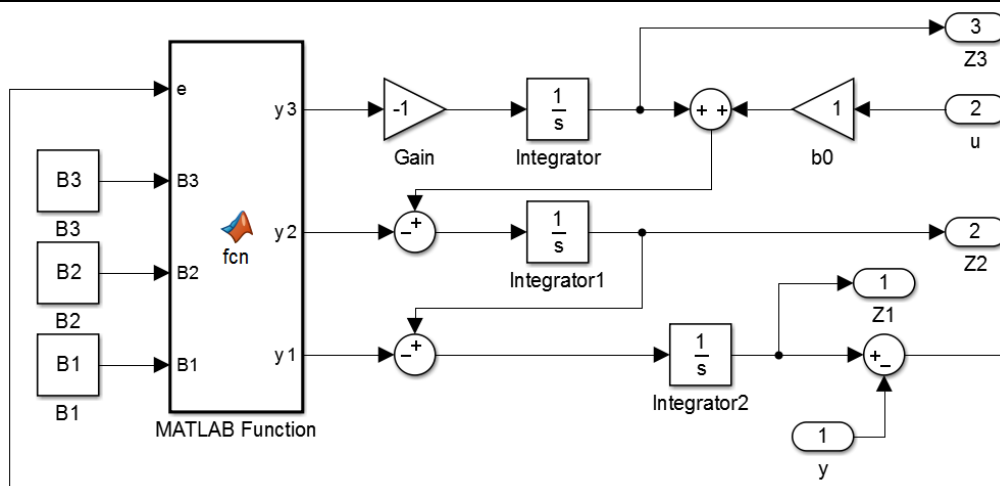 3
Z3
e
y3
-1
Gain
1
s
Integrator
+ +
1
b0
2
u
B3
B3
B3
fcn
y2
− +
1
s
Integrator1
2
Z2
B2
B2
B2
1
Z1
B1
B1
B1
y1
− +
1
s
Integrator2
+ −
MATLAB Function
1
y